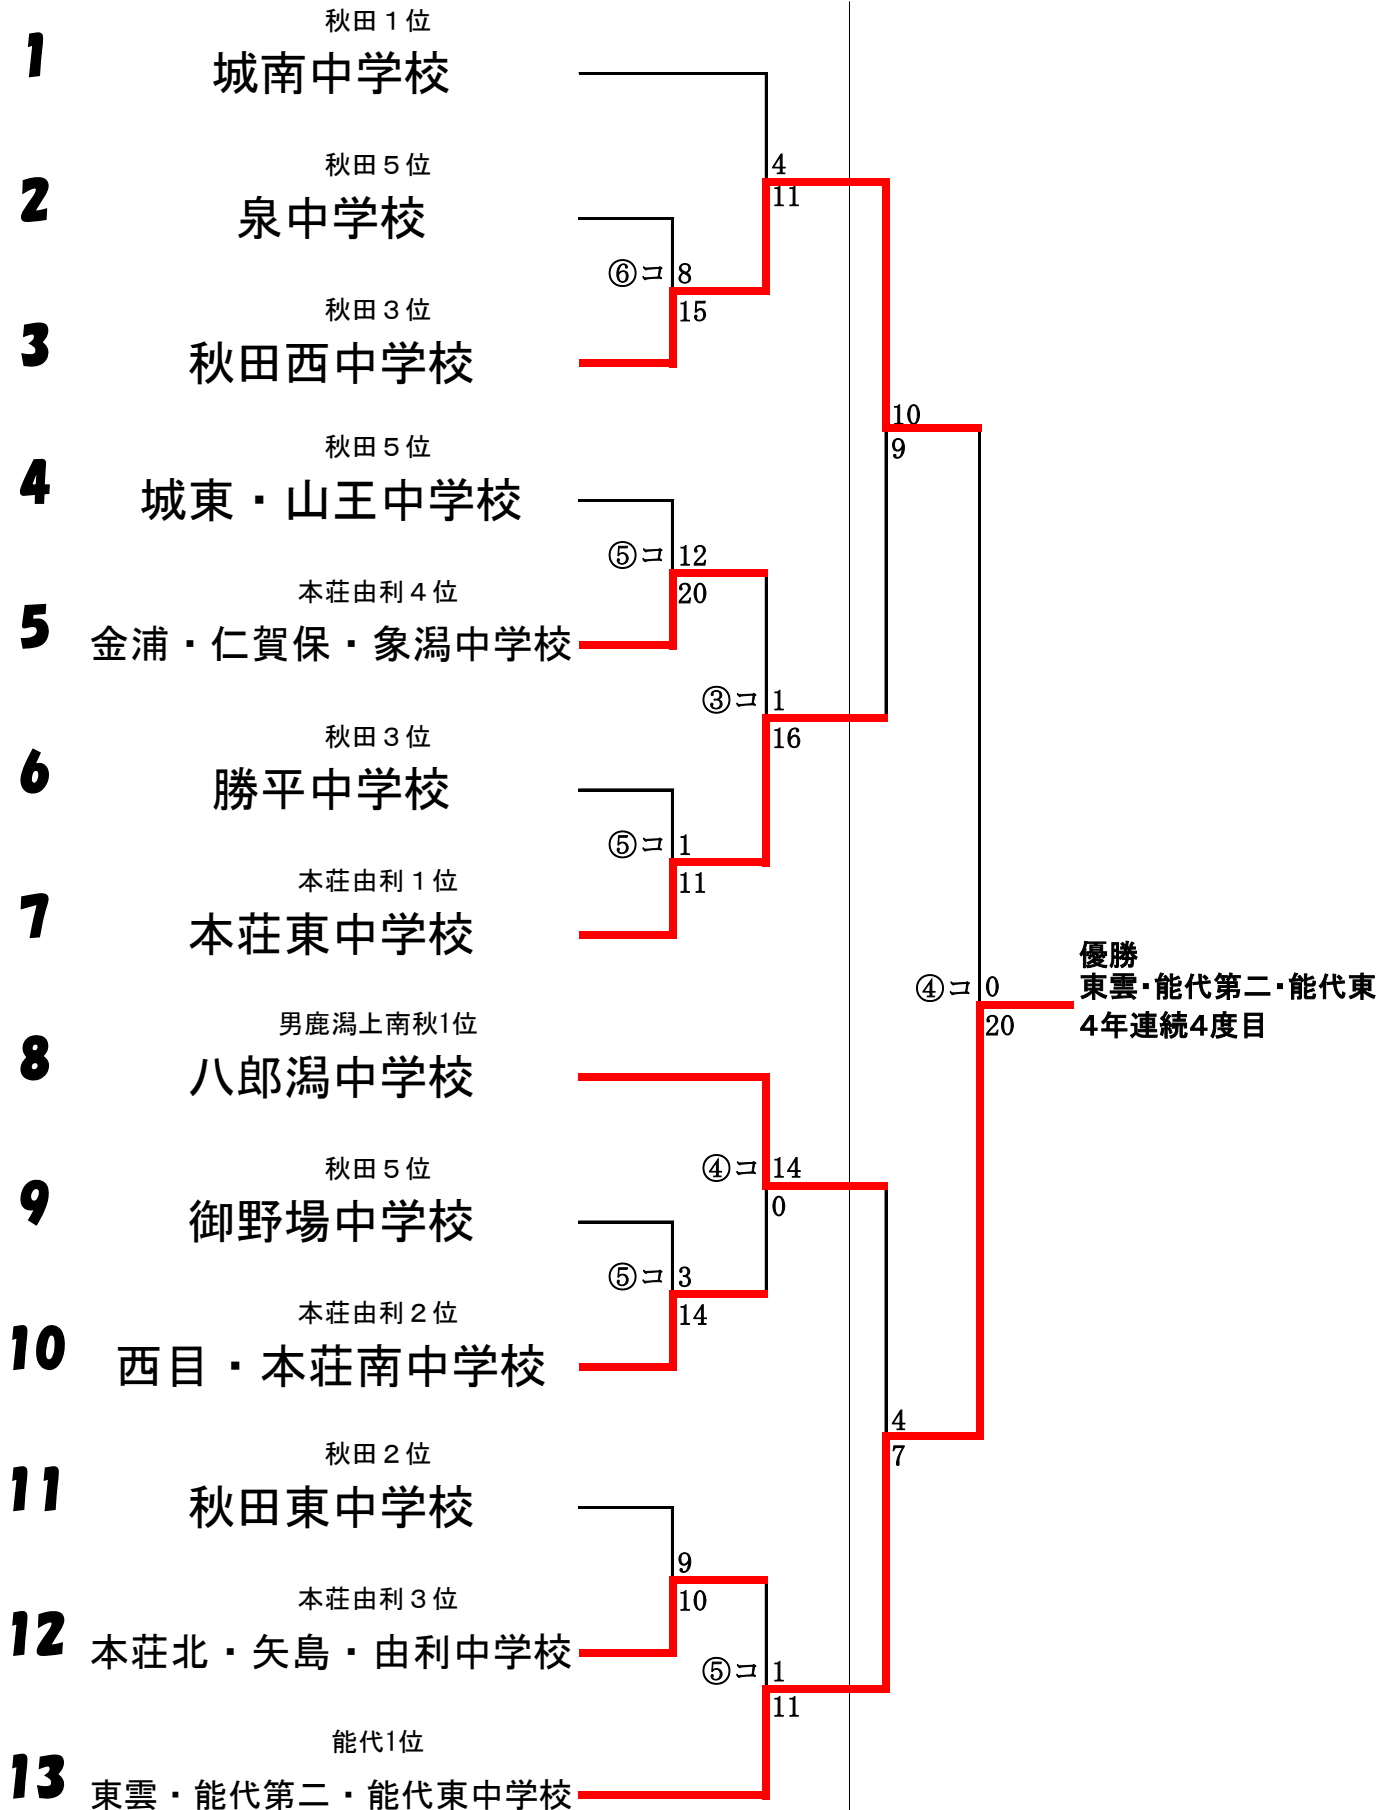 秋田１位
1 城南中学校
4
11
秋田５位
2 泉中学校
⑥コ 8
15
秋田３位
3 秋田西中学校
10
9
秋田５位
4 城東・山王中学校
⑤コ 12
20
本荘由利４位
5 金浦・仁賀保・象潟中学校
③コ 1
16
秋田３位
6 勝平中学校
⑤コ 1
11
本荘由利１位
7 本荘東中学校
優勝
④コ 0
東雲・能代第二・能代東
20
４年連続４度目
男鹿潟上南秋1位
8 八郎潟中学校
④コ 14
0
秋田５位
9 御野場中学校
⑤コ 3
14
本荘由利２位
10 西目・本荘南中学校
4
7
秋田２位
11 秋田東中学校
9
10
本荘由利３位
12 本荘北・矢島・由利中学校
⑤コ 1
11
能代1位
13 東雲・能代第二・能代東中学校